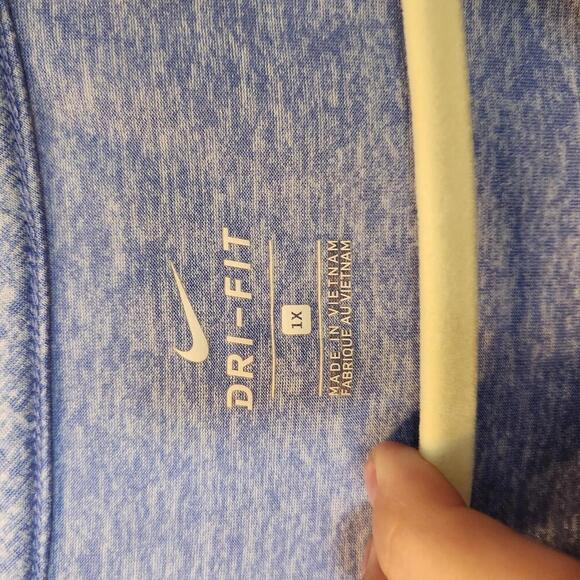 DRI-FIT
1X
MADE IN VIETNAM
FABRIQUE AU VIETNAM